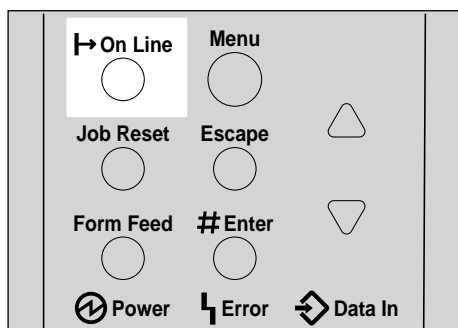 On Line Menu
Job Reset Escape
Form Feed # Enter
Power Error Data In